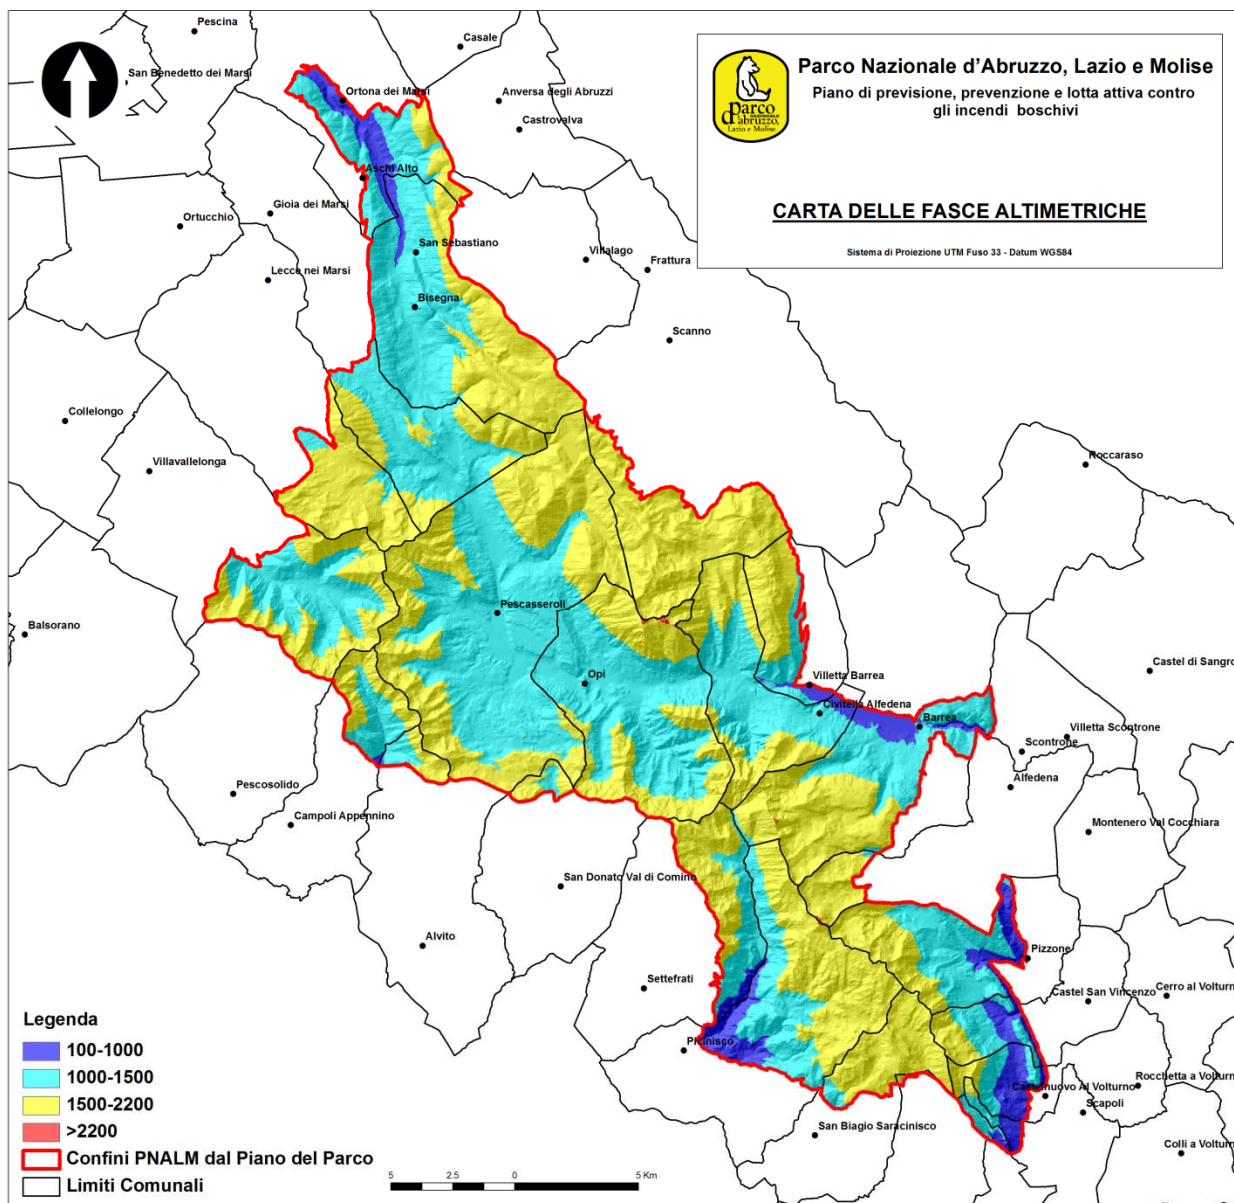 Parco Nazionale d'Abruzzo, Lazio e Molise
Piano di previsione, prevenzione e lotta attiva contro
gli incendi boschivi
CARTA DELLE FASCE ALTIMETRICHE
Sistema di Proiezione UTM Fuso 33 - Datum WGS84
parco
NAZIONALE
d'abruzzo,
Lazio e Molise
Pescina
Casale
San Benedetto dei Marsi
Ortona dei Marsi
Anversa degli Abruzzi
Castrovalva
Aschi Alto
Gioia dei Marsi
Ortucchio
San Sebastiano
Villalago
Frattura
Lecce nei Marsi
Bisegna
Scanno
Collelongo
Villavallelonga
Roccaraso
Pescasseroli
Balsorano
Opi
Villetta Barrea
Castel di Sangro
Civitella Alfedena
Barrea
Villetta Scontrone
Scontrone
Alfedena
Pescosolido
Campoli Appennino
Montenero Val Cocchiara
San Donato Val di Comino
Alvito
Pizzone
Settefrati
Castel San Vincenzo
Cerro al Volturn
Picinisco
Castelnuovo Al Volturno
Rocchetta a Volturn
Scapoli
San Biagio Saracinisco
Colli a Volturn
Legenda
100-1000
1000-1500
1500-2200
>2200
Confini PNALM dal Piano del Parco
Limiti Comunali
5 2.5 0 5 Km